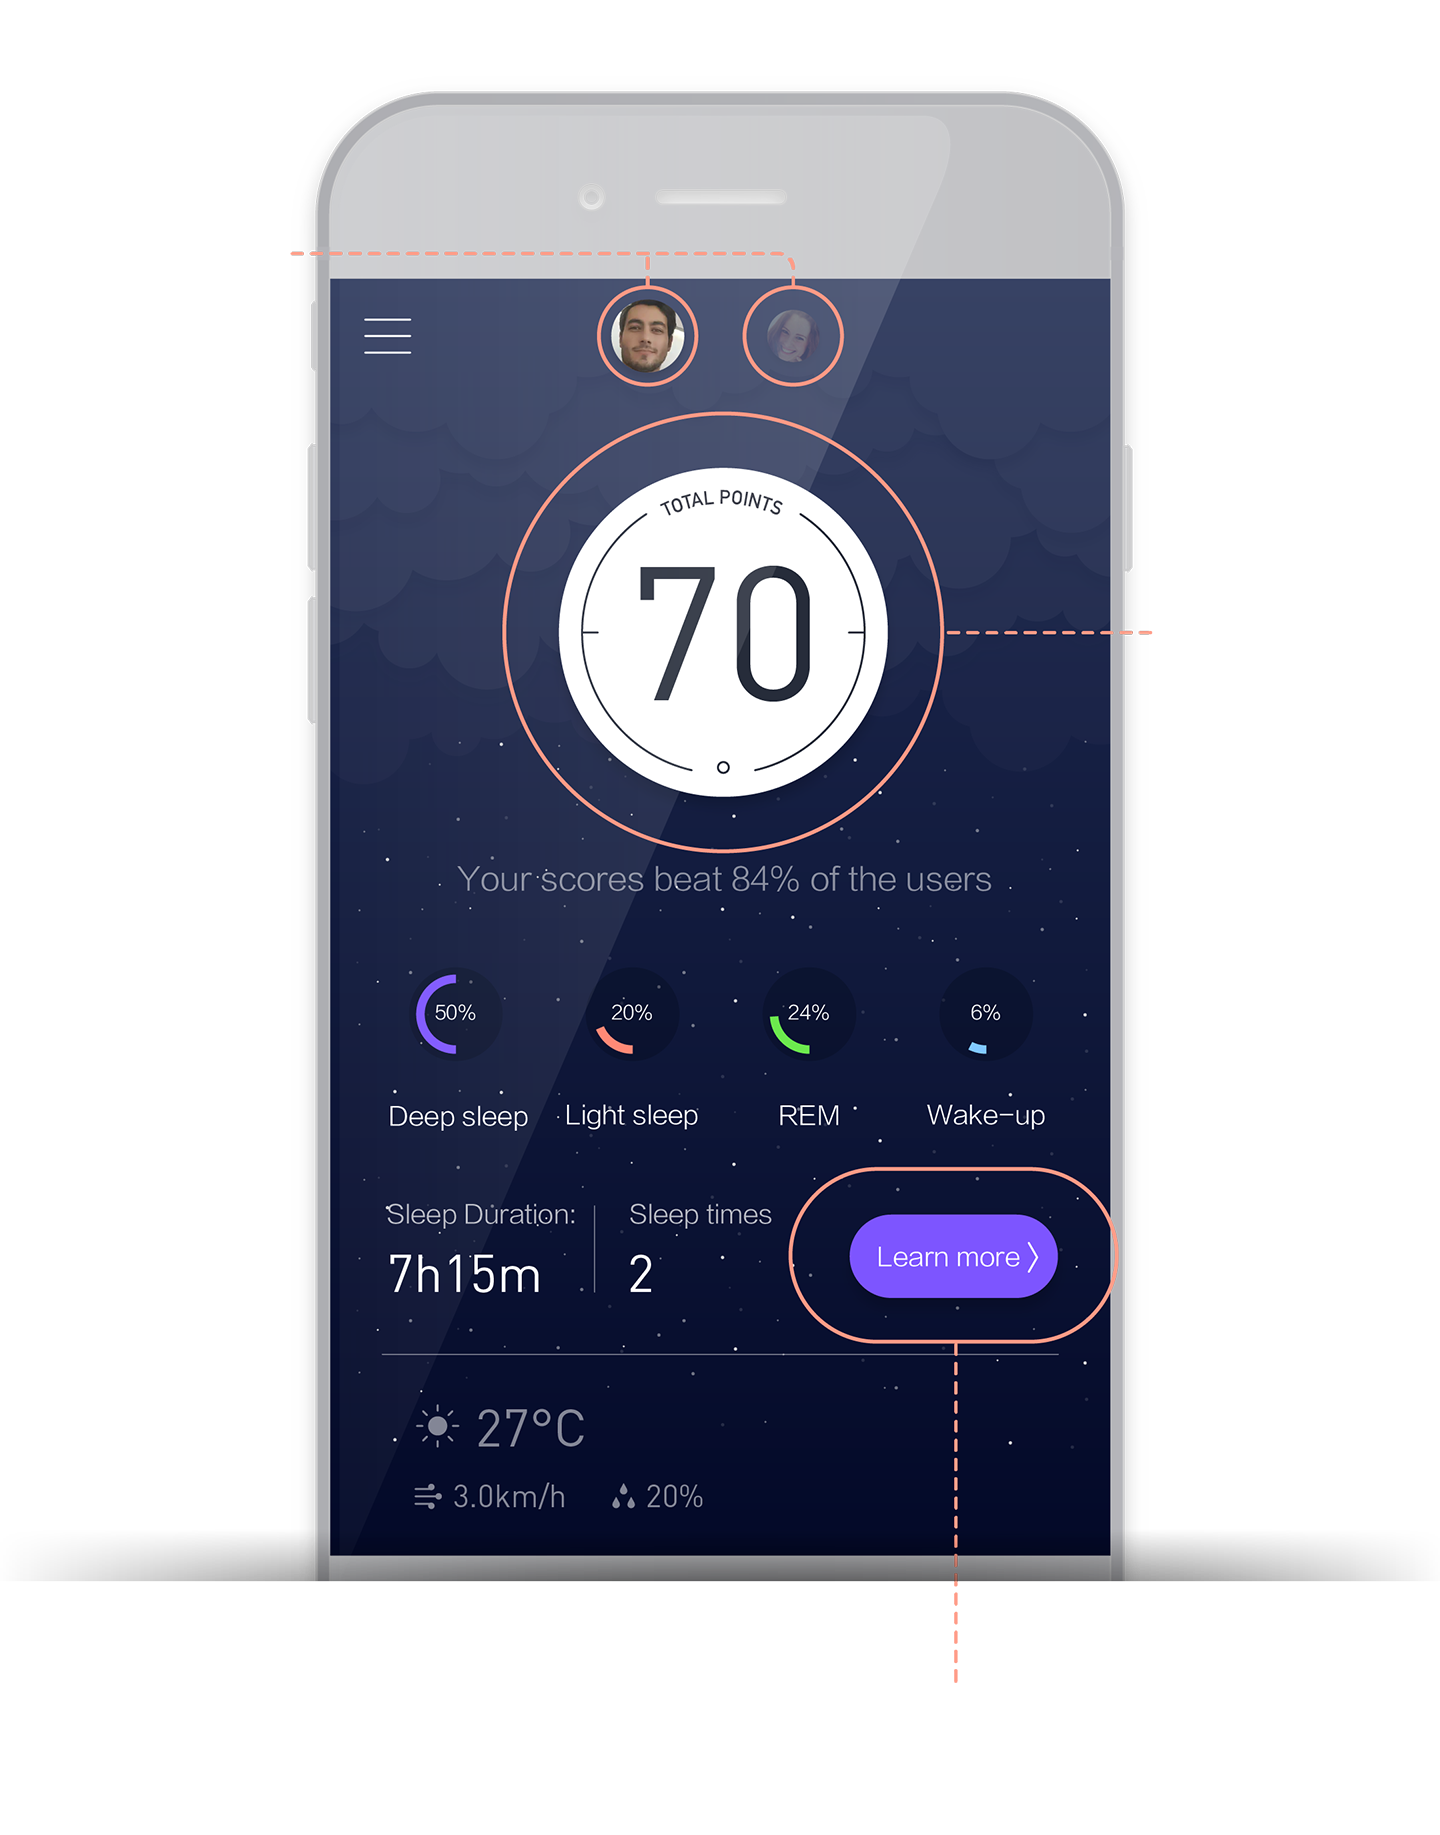 TOTAL POINTS
70
Your scores beat 84% of the users
50% 20% 24% 6%
Deep sleep Light sleep REM Wake-up
Sleep Duration: Sleep times
7h15m 2
Learn more
27°C
3.0km/h 20%